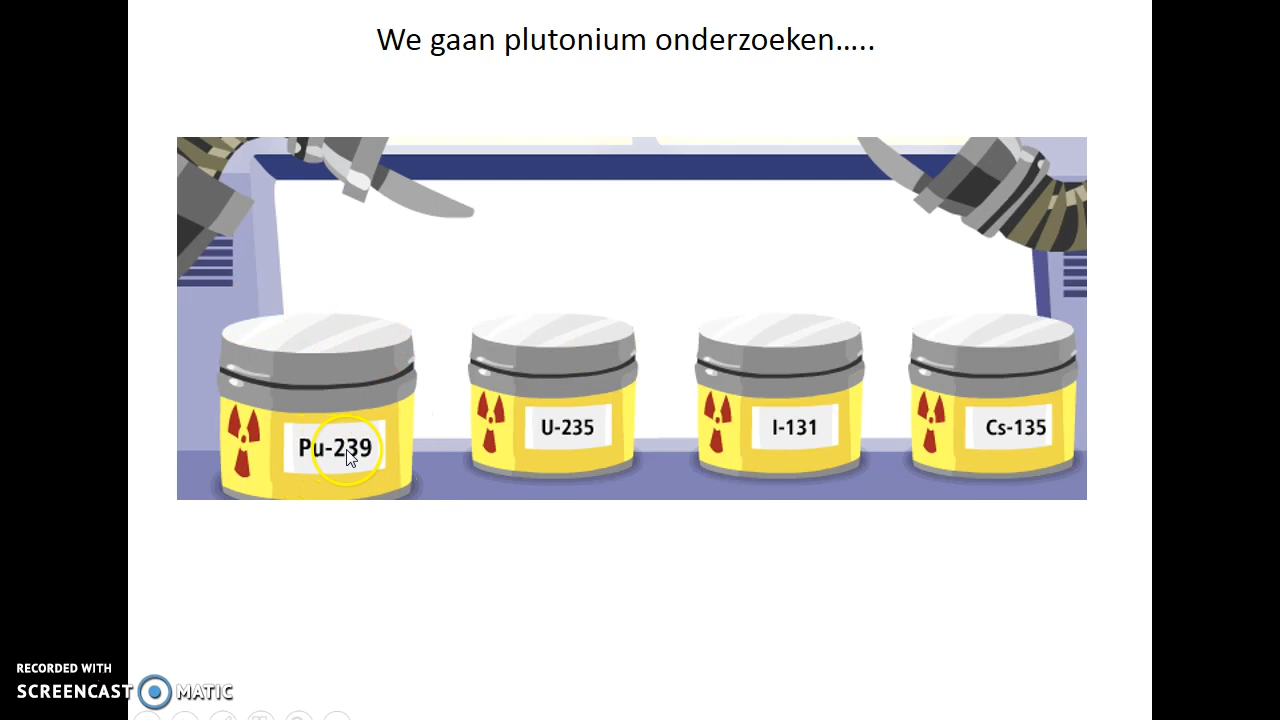 We gaan plutonium onderzoeken.....
Pu-239
U-235
I-131
Cs-135
RECORDED WITH
SCREENCAST MATIC